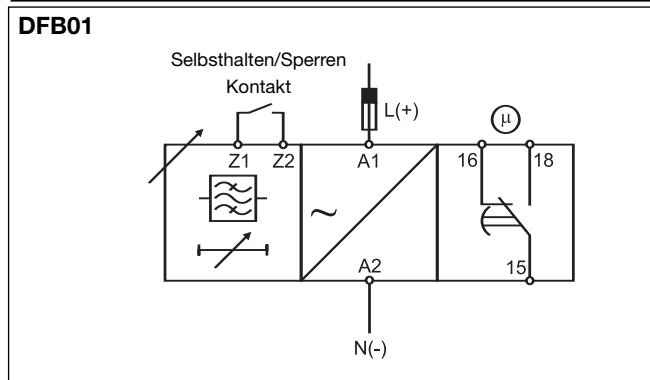 DFB01
Selbsthalten/Sperren
Kontakt
L(+)
μ
Z1 Z2 A1 16 18
~
A2 15
N(-)